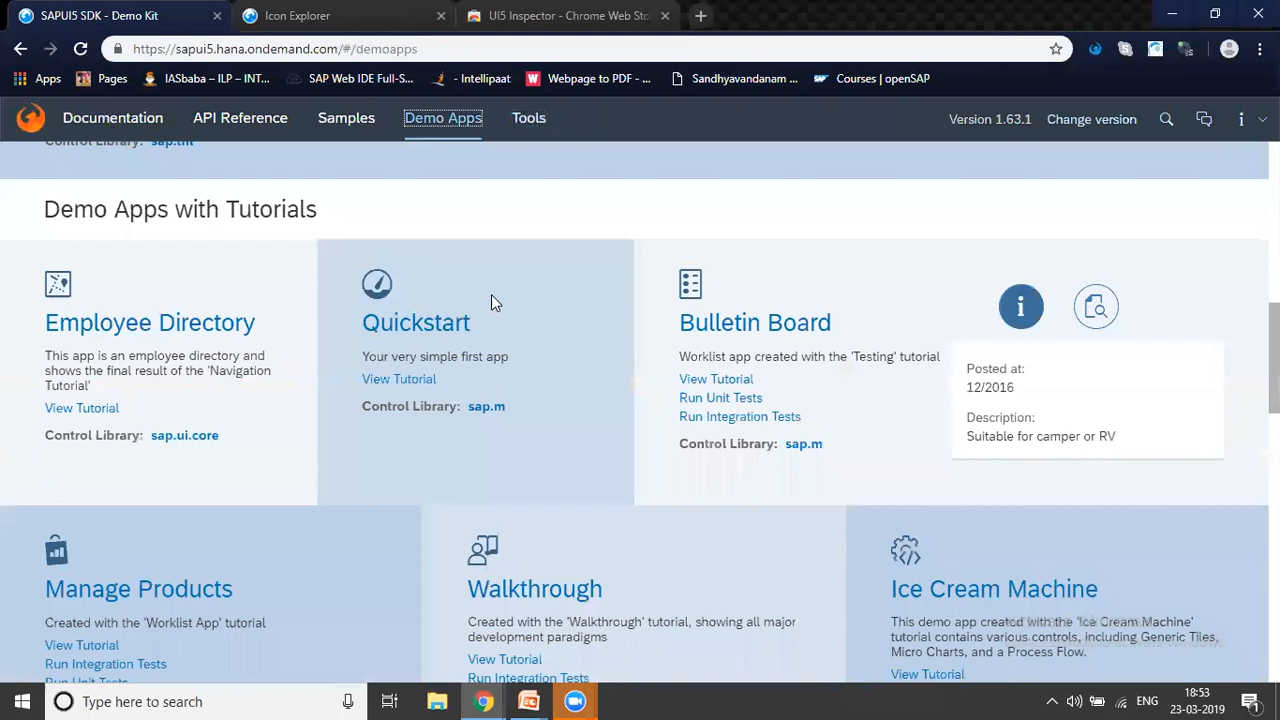 SAPUI5 SDK - Demo Kit
Icon Explorer
UI5 Inspector - Chrome Web Sto
https://sapui5.hana.ondemand.com/#/demoapps
Apps
Pages
IASbaba – ILP – INT...
SAP Web IDE Full-S...
- Intellipaat
Webpage to PDF - ...
Sandhyavandanam ...
Courses | openSAP
Documentation
API Reference
Samples
Demo Apps
Tools
Version 1.63.1
Change version
Control Library: sap.tnt
Demo Apps with Tutorials
Employee Directory
This app is an employee directory and
shows the final result of the 'Navigation
Tutorial'
View Tutorial
Control Library: sap.ui.core
Quickstart
Your very simple first app
View Tutorial
Control Library: sap.m
Bulletin Board
Worklist app created with the 'Testing' tutorial
View Tutorial
Run Unit Tests
Run Integration Tests
Control Library: sap.m
Posted at:
12/2016
Description:
Suitable for camper or RV
Manage Products
Created with the 'Worklist App' tutorial
View Tutorial
Run Integration Tests
Run Unit Tests
Walkthrough
Created with the 'Walkthrough' tutorial, showing all major
development paradigms
View Tutorial
Run Integration Tests
Ice Cream Machine
This demo app created with the 'Ice Cream Machine'
tutorial contains various controls, including Generic Tiles,
Micro Charts, and a Process Flow.
View Tutorial
Type here to search
ENG
18:53
23-03-2019